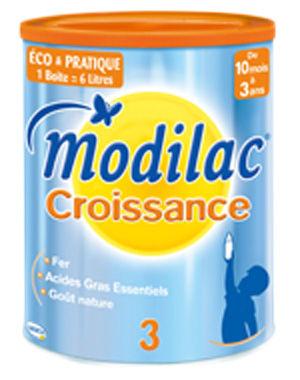 ÉCO & PRATIQUE
1 Boîte = 6 Litres
De
10 mois
à
3 ans
Modilac®
Croissance
Fer
Acides Gras Essentiels
Goût nature
3